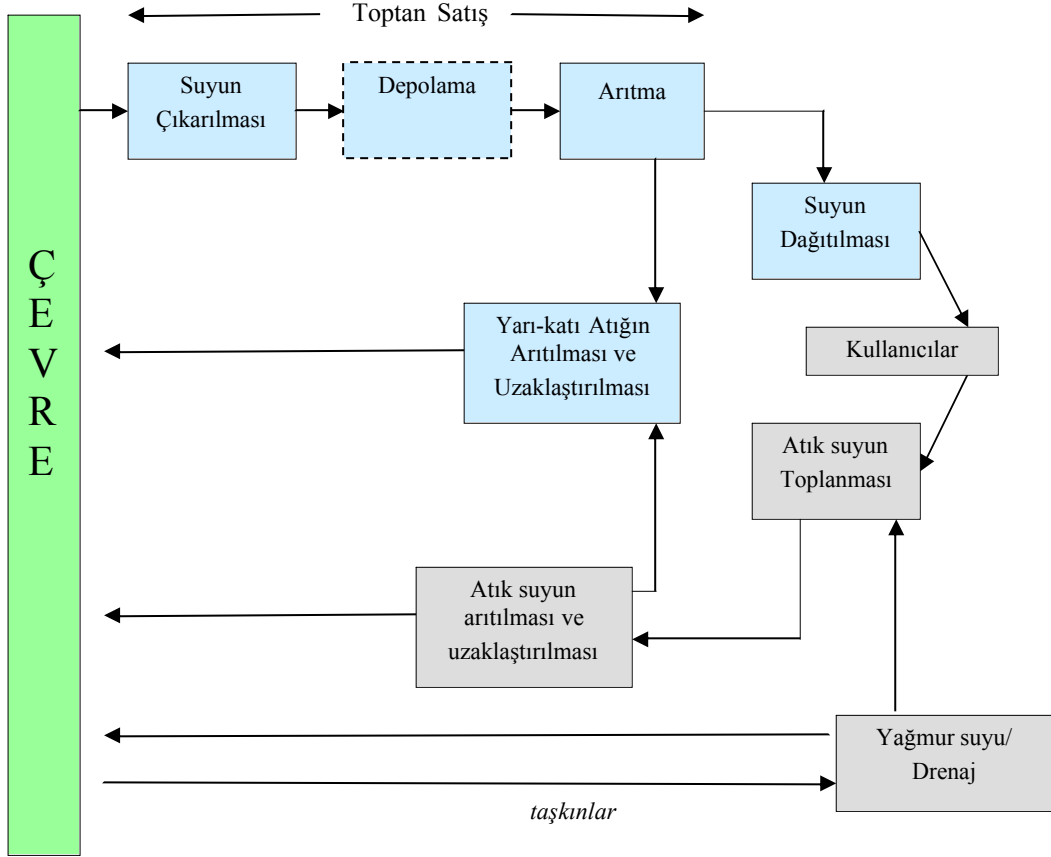 Toptan Satış
Suyun
Çıkarılması
Depolama
Arıtma
Suyun
Dağıtılması
ÇEVRE
Yarı-katı Atığın
Arıtılması ve
Uzaklaştırılması
Kullanıcılar
Atık suyun
Toplanması
Atık suyun
arıtılması ve
uzaklaştırılması
Yağmur suyu/
Drenaj
taşkınlar